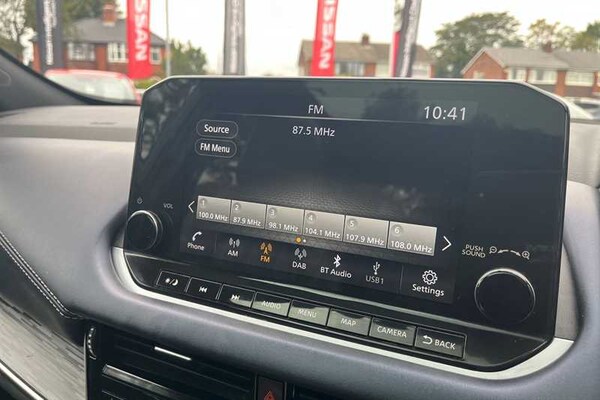 NISSAN
NISSAN
FM
10:41
Source
87.5 MHz
FM Menu
1 2 3 4 5 6
100.0 MHz 87.9 MHz 98.1 MHz 104.1 MHz 107.9 MHz 108.0 MHz
VOL
PUSH
SOUND
Phone AM FM DAB BT Audio USB1 Settings
AUDIO MENU MAP CAMERA BACK